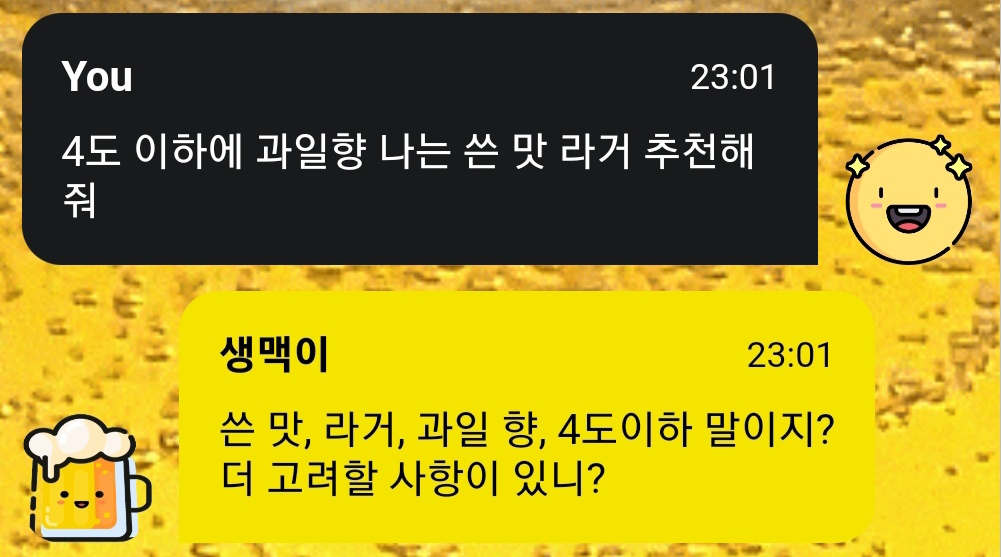 You 23:01
4도 이하에 과일향 나는 쓴 맛 라거 추천해
줘
생맥이 23:01
쓴 맛, 라거, 과일 향, 4도이하 말이지?
더 고려할 사항이 있니?